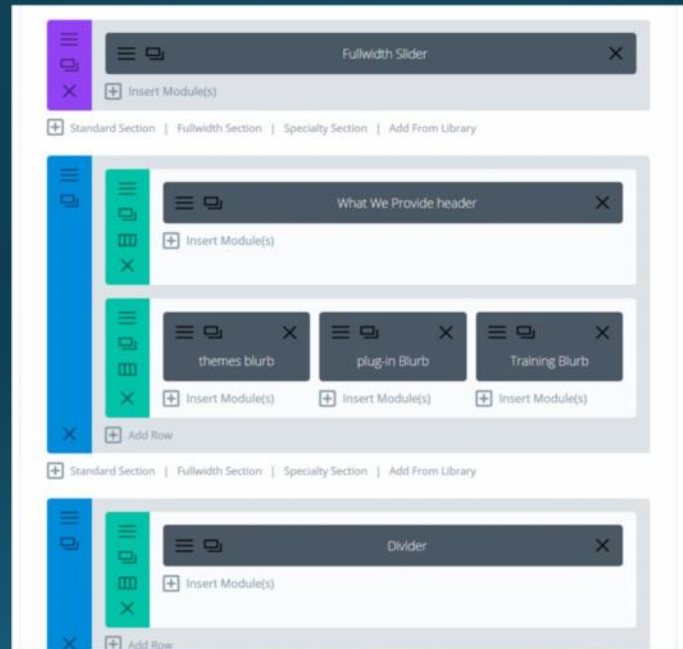 Fullwidth Slider
Insert Module(s)
Standard Section | Fullwidth Section | Specialty Section | Add From Library
What We Provide header
Insert Module(s)
themes blurb
plug-in Blurb
Training Blurb
Insert Module(s)
Insert Module(s)
Insert Module(s)
Add Row
Standard Section | Fullwidth Section | Specialty Section | Add From Library
Divider
Insert Module(s)
Add Row